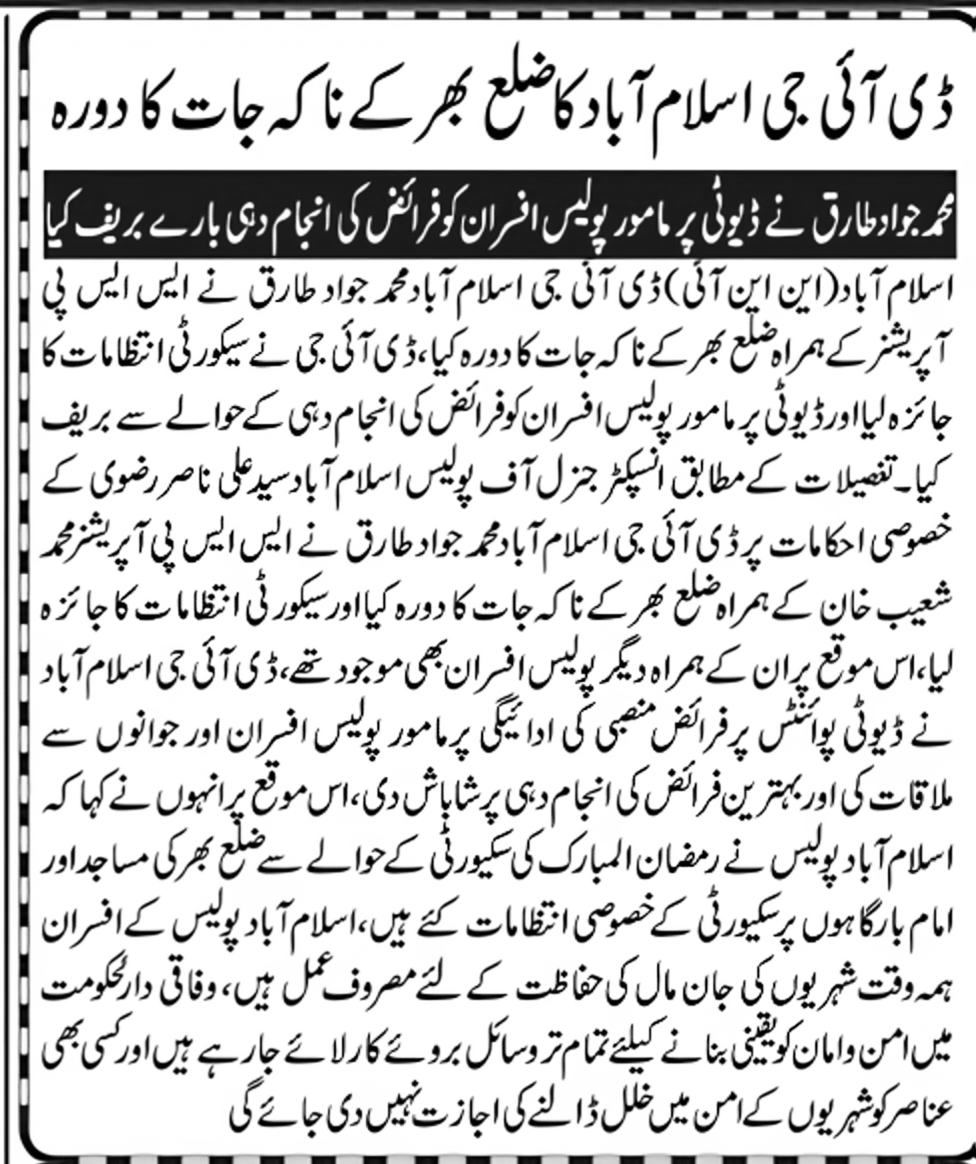 ڈی آئی جی اسلام آباد کا ضلع بھر کے ناکہ جات کا دورہ
محمد جواد طارق نے ڈیوٹی پر مامور پولیس افسران کو فرائض کی انجام دہی بارے بریف کیا
اسلام آباد (این این آئی) ڈی آئی جی اسلام آباد محمد جواد طارق نے ایس ایس پی
آپریشنز کے ہمراہ ضلع بھر کے ناکہ جات کا دورہ کیا، ڈی آئی جی نے سیکورٹی انتظامات کا
جائزہ لیا اور ڈیوٹی پر مامور پولیس افسران کو فرائض کی انجام دہی کے حوالے سے بریف
کیا۔ تفصیلات کے مطابق انسپکٹر جنرل آف پولیس اسلام آباد سید علی ناصر رضوی کے
خصوصی احکامات پر ڈی آئی جی اسلام آباد محمد جواد طارق نے ایس ایس پی آپریشنز محمد
شعیب خان کے ہمراہ ضلع بھر کے ناکہ جات کا دورہ کیا اور سیکورٹی انتظامات کا جائزہ
لیا، اس موقع پر ان کے ہمراہ دیگر پولیس افسران بھی موجود تھے، ڈی آئی جی اسلام آباد
نے ڈیوٹی پوائنٹس پر فرائض منصبی کی ادائیگی پر مامور پولیس افسران اور جوانوں سے
ملاقات کی اور بہترین فرائض کی انجام دہی پر شاباش دی، اس موقع پر انہوں نے کہا کہ
اسلام آباد پولیس نے رمضان المبارک کی سکیورٹی کے حوالے سے ضلع بھر کی مساجد اور
امام بارگاہوں پر سکیورٹی کے خصوصی انتظامات کئے ہیں، اسلام آباد پولیس کے افسران
ہمہ وقت شہریوں کی جان مال کی حفاظت کے لئے مصروف عمل ہیں، وفاقی دارلحکومت
میں امن و امان کو یقینی بنانے کیلئے تمام تر وسائل بروئے کار لائے جا رہے ہیں اور کسی بھی
عناصر کو شہریوں کے امن میں خلل ڈالنے کی اجازت نہیں دی جائے گی